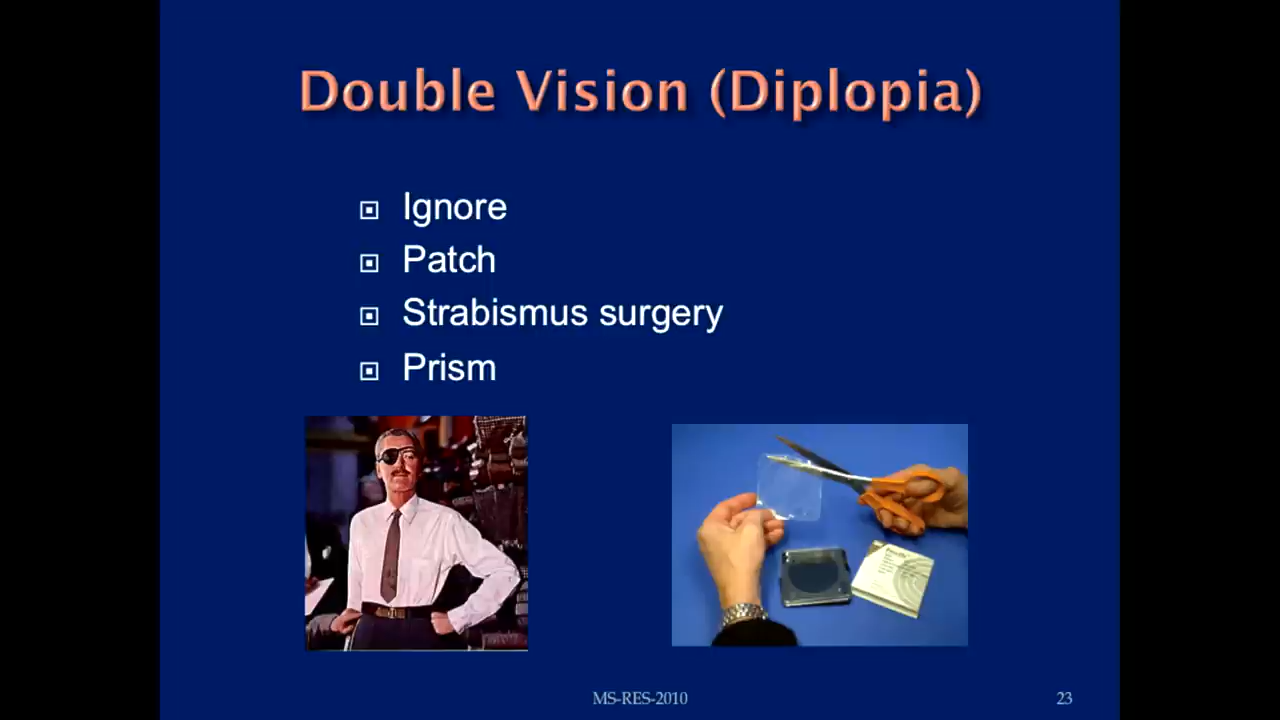 Double Vision (Diplopia)
Ignore
Patch
Strabismus surgery
Prism
MS-RES-2010
23